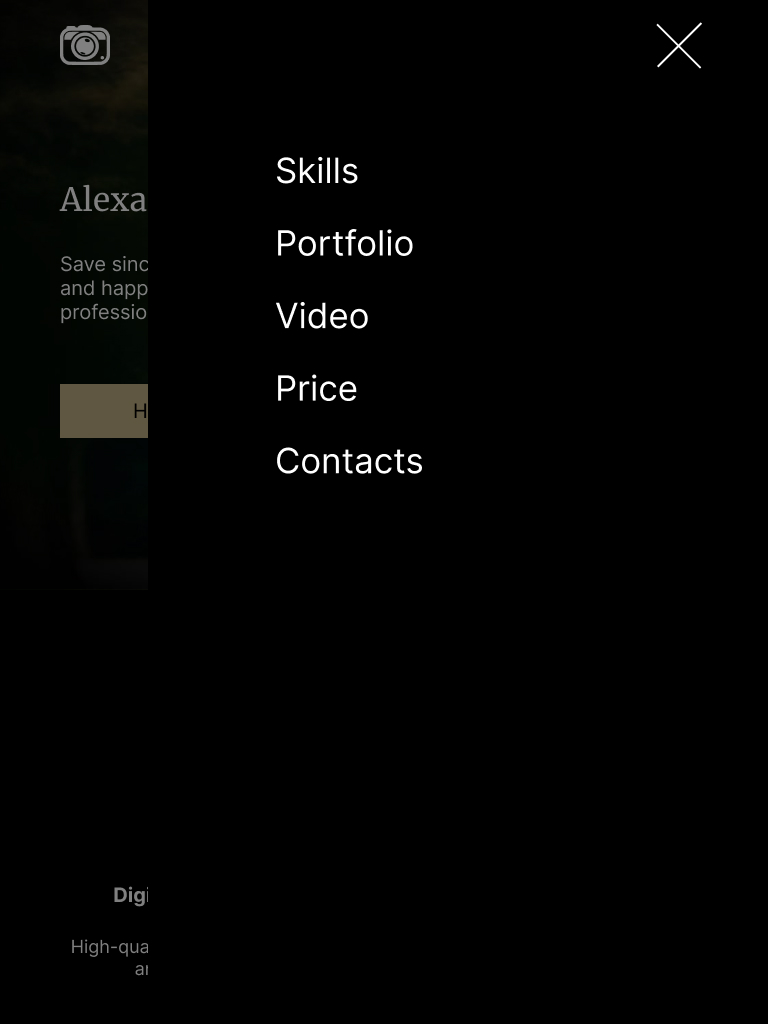 Skills
Portfolio
Video
Price
Contacts
Alexa
Save sinc
and happ
professio
H
Digi
High-qua
ar